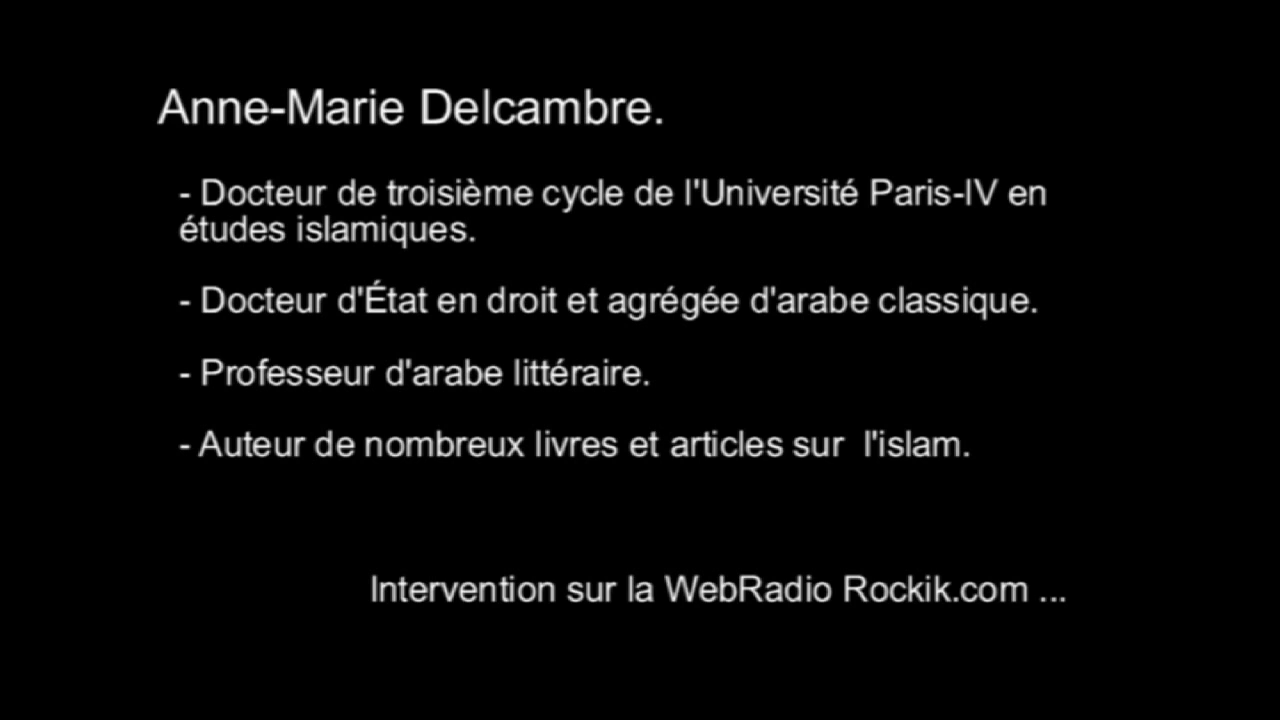 Anne-Marie Delcambre.
- Docteur de troisième cycle de l'Université Paris-IV en
études islamiques.
- Docteur d'État en droit et agrégée d'arabe classique.
- Professeur d'arabe littéraire.
- Auteur de nombreux livres et articles sur  l'islam.
Intervention sur la WebRadio Rockik.com ...